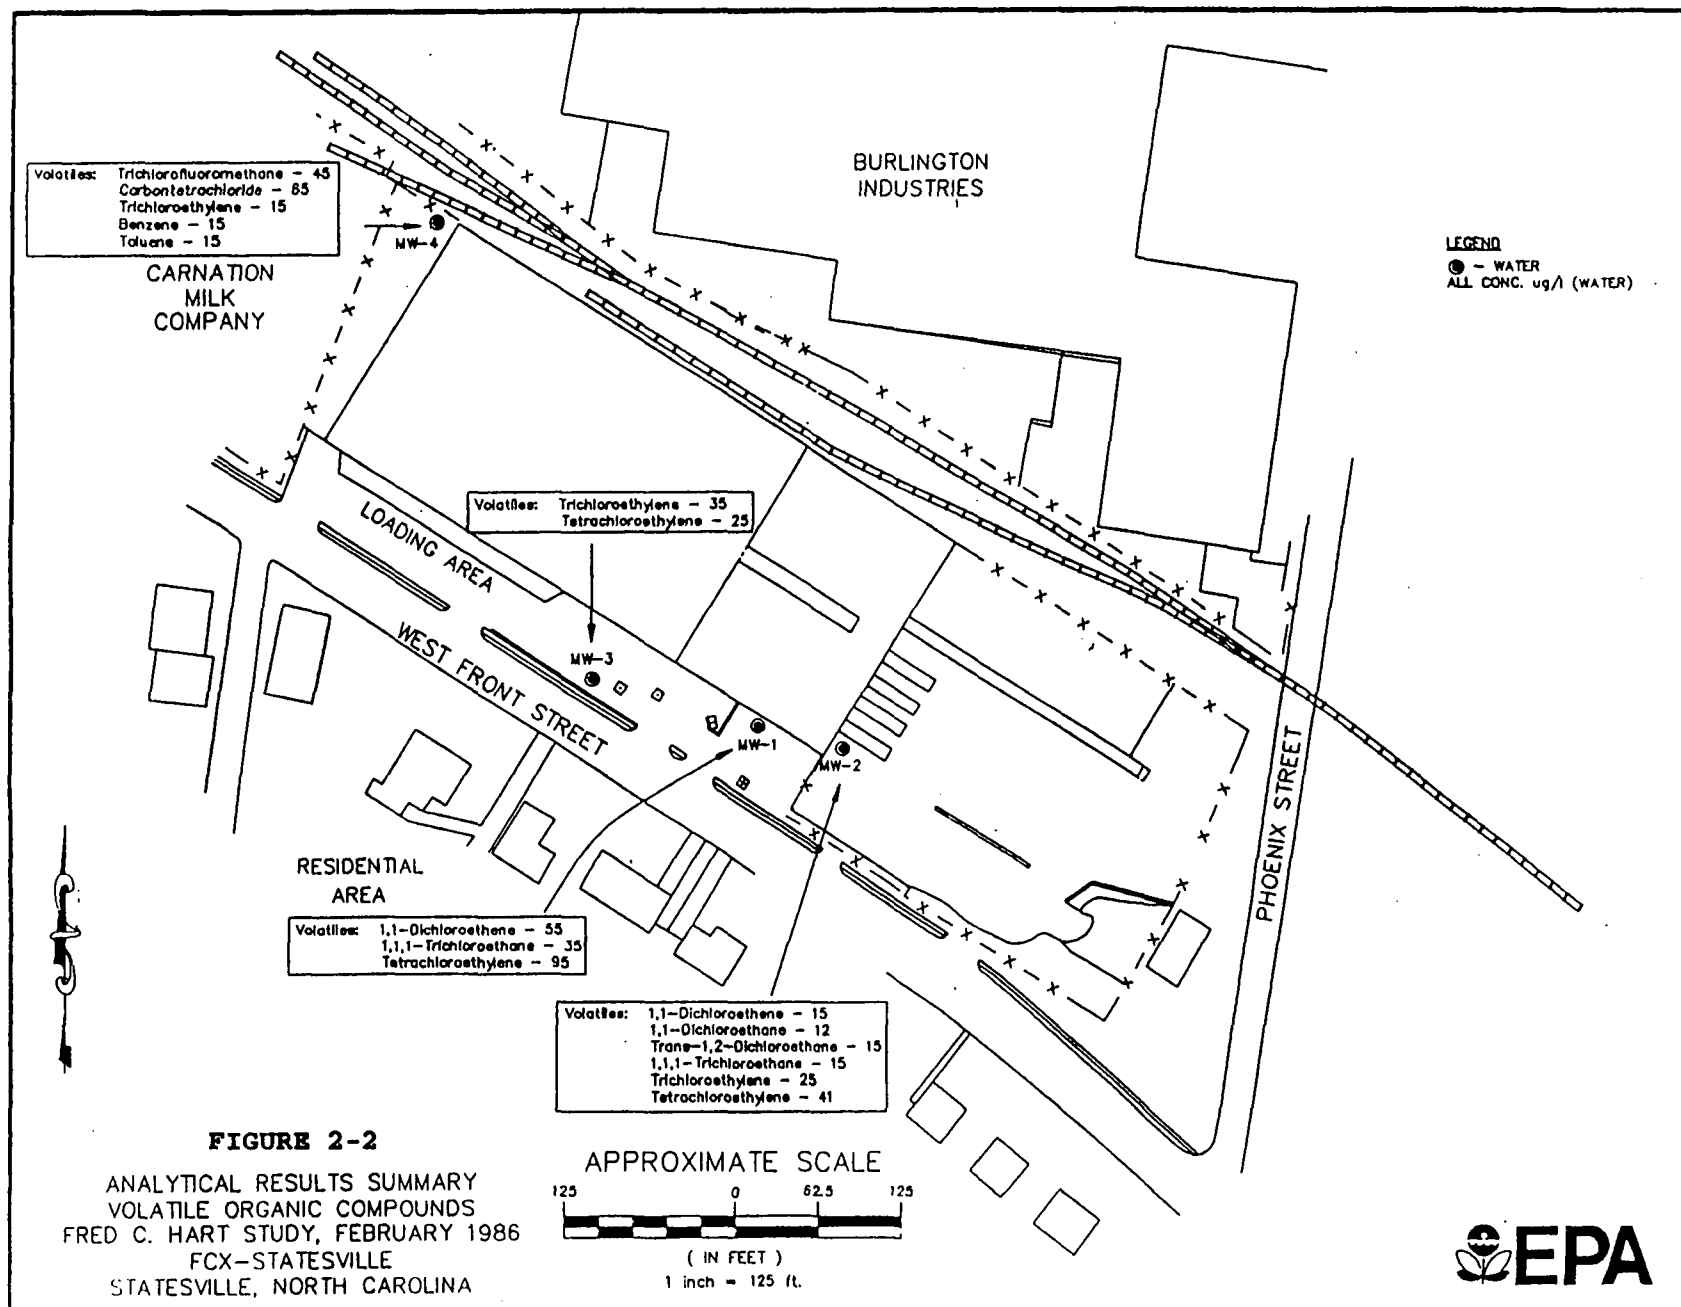 BURLINGTON
INDUSTRIES
Volatiles: Trichlorofluoromethane - 45
Carbontetrachloride - 85
Trichloroethylene - 15
Benzene - 15
Toluene - 15
MW-4
CARNATION
MILK
COMPANY
LEGEND
- WATER
ALL CONC. ug/l (WATER)
Volatiles: Trichloroethylene - 35
Tetrachloroethylene - 25
LOADING AREA
WEST FRONT STREET
MW-3
MW-1
MW-2
PHOENIX STREET
RESIDENTIAL
AREA
Volatiles: 1,1-Dichloroethene - 55
1,1,1-Trichloroethane - 35
Tetrachloroethylene - 95
Volatiles: 1,1-Dichloroethene - 15
1,1-Dichloroethane - 12
Trans-1,2-Dichloroethane - 15
1,1,1-Trichloroethane - 15
Trichloroethylene - 25
Tetrachloroethylene - 41
FIGURE 2-2
ANALYTICAL RESULTS SUMMARY
VOLATILE ORGANIC COMPOUNDS
FRED C. HART STUDY, FEBRUARY 1986
FCX-STATESVILLE
STATESVILLE, NORTH CAROLINA
APPROXIMATE SCALE
125 0 62.5 125
( IN FEET )
1 inch = 125 ft.
EPA